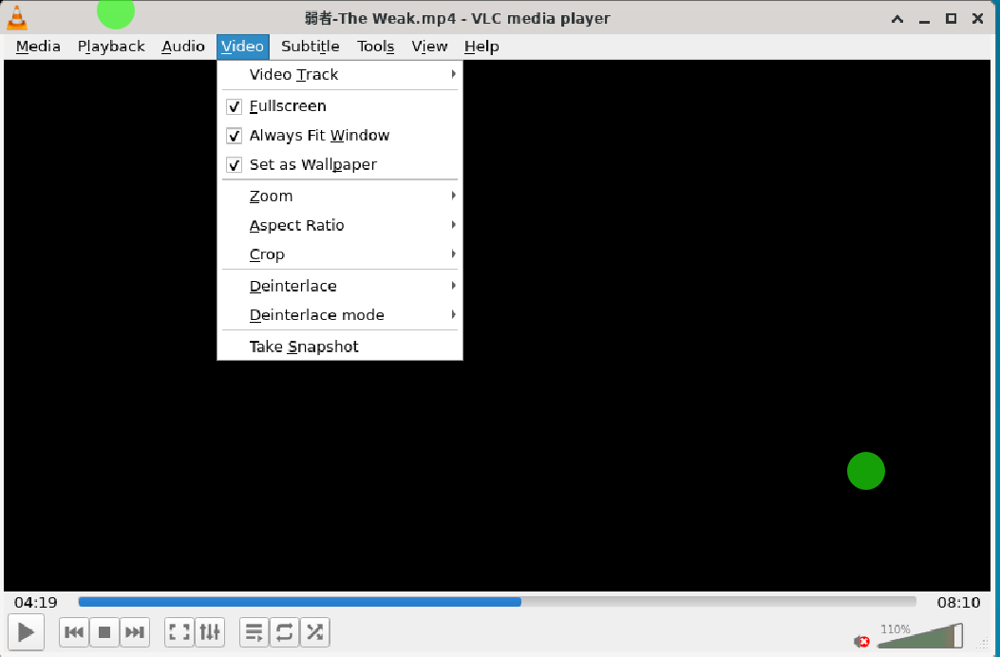 弱者-The Weak.mp4 - VLC media player
Media Playback Audio Video Subtitle Tools View Help
Video Track
Fullscreen
Always Fit Window
Set as Wallpaper
Zoom
Aspect Ratio
Crop
Deinterlace
Deinterlace mode
Take Snapshot
04:19 08:10
110%